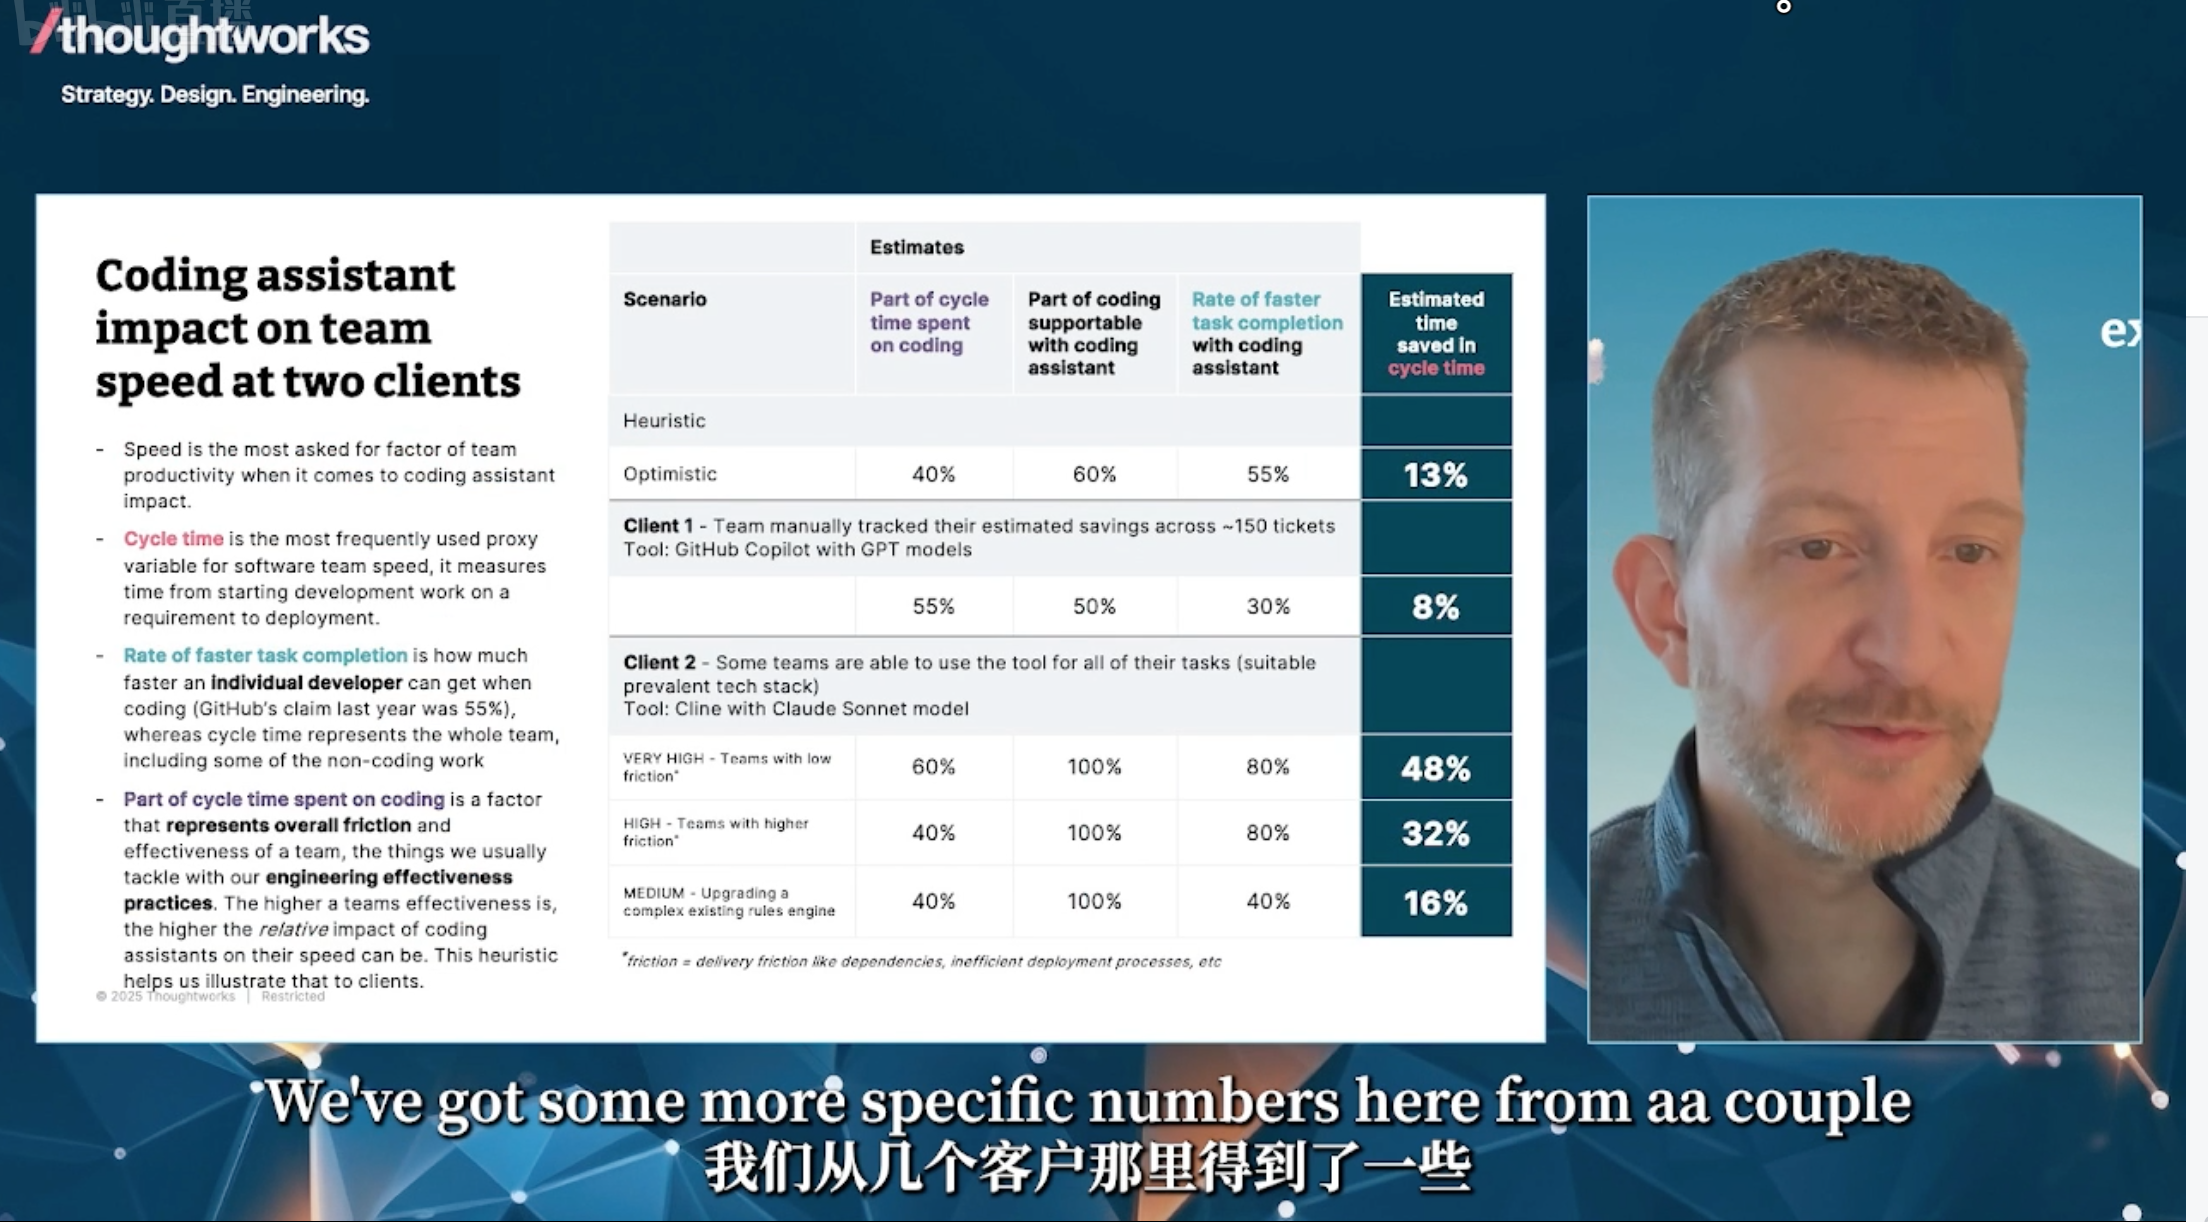 bilibili直播
/thoughtworks
Strategy. Design. Engineering.
Coding assistant
impact on team
speed at two clients
- Speed is the most asked for factor of team
productivity when it comes to coding assistant
impact.
- Cycle time is the most frequently used proxy
variable for software team speed, it measures
time from starting development work on a
requirement to deployment.
- Rate of faster task completion is how much
faster an individual developer can get when
coding (GitHub's claim last year was 55%),
whereas cycle time represents the whole team,
including some of the non-coding work
- Part of cycle time spent on coding is a factor
that represents overall friction and
effectiveness of a team, the things we usually
tackle with our engineering effectiveness
practices. The higher a teams effectiveness is,
the higher the relative impact of coding
assistants on their speed can be. This heuristic
helps us illustrate that to clients.
© 2025 Thoughtworks | Restricted
Estimates
Scenario
Part of cycle
time spent
on coding
Part of coding
supportable
with coding
assistant
Rate of faster
task completion
with coding
assistant
Estimated
time
saved in
cycle time
Heuristic
Optimistic 40% 60% 55% 13%
Client 1 - Team manually tracked their estimated savings across ~150 tickets
Tool: GitHub Copilot with GPT models
55% 50% 30% 8%
Client 2 - Some teams are able to use the tool for all of their tasks (suitable
prevalent tech stack)
Tool: Cline with Claude Sonnet model
VERY HIGH - Teams with low
friction*
60% 100% 80% 48%
HIGH - Teams with higher
friction*
40% 100% 80% 32%
MEDIUM - Upgrading a
complex existing rules engine
40% 100% 40% 16%
*friction = delivery friction like dependencies, inefficient deployment processes, etc
ex
We've got some more specific numbers here from aa couple
我们从几个客户那里得到了一些